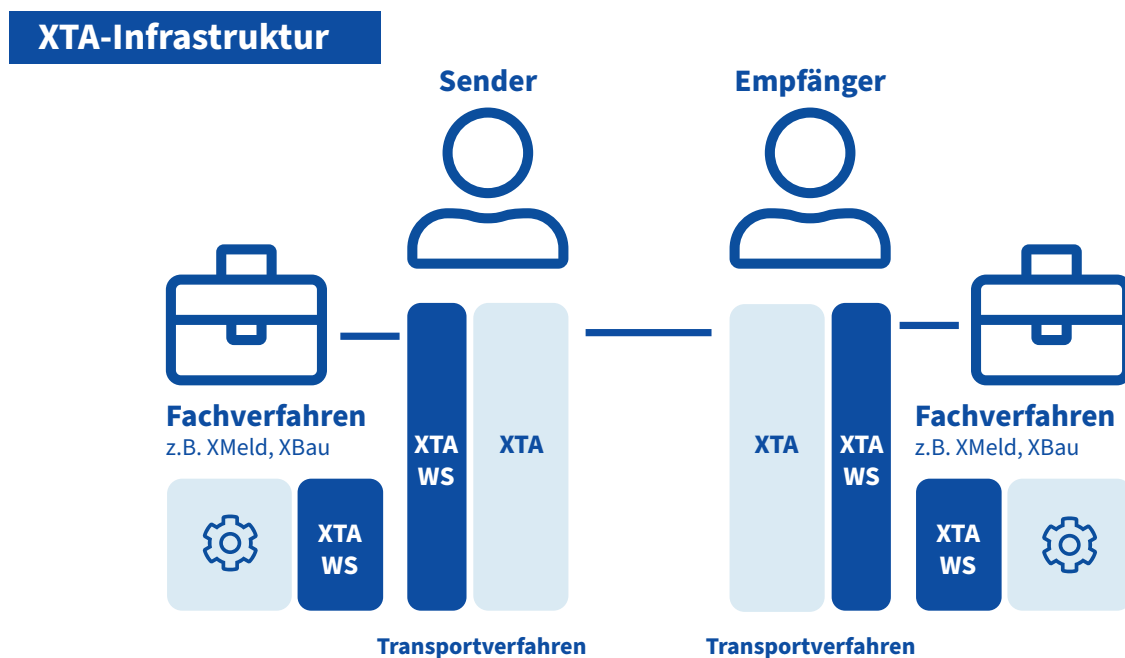 XTA-Infrastruktur
Sender
Empfänger
Fachverfahren
z.B. XMeld, XBau
XTA
WS
XTA
WS
XTA
XTA
XTA
WS
Fachverfahren
z.B. XMeld, XBau
XTA
WS
Transportverfahren
Transportverfahren